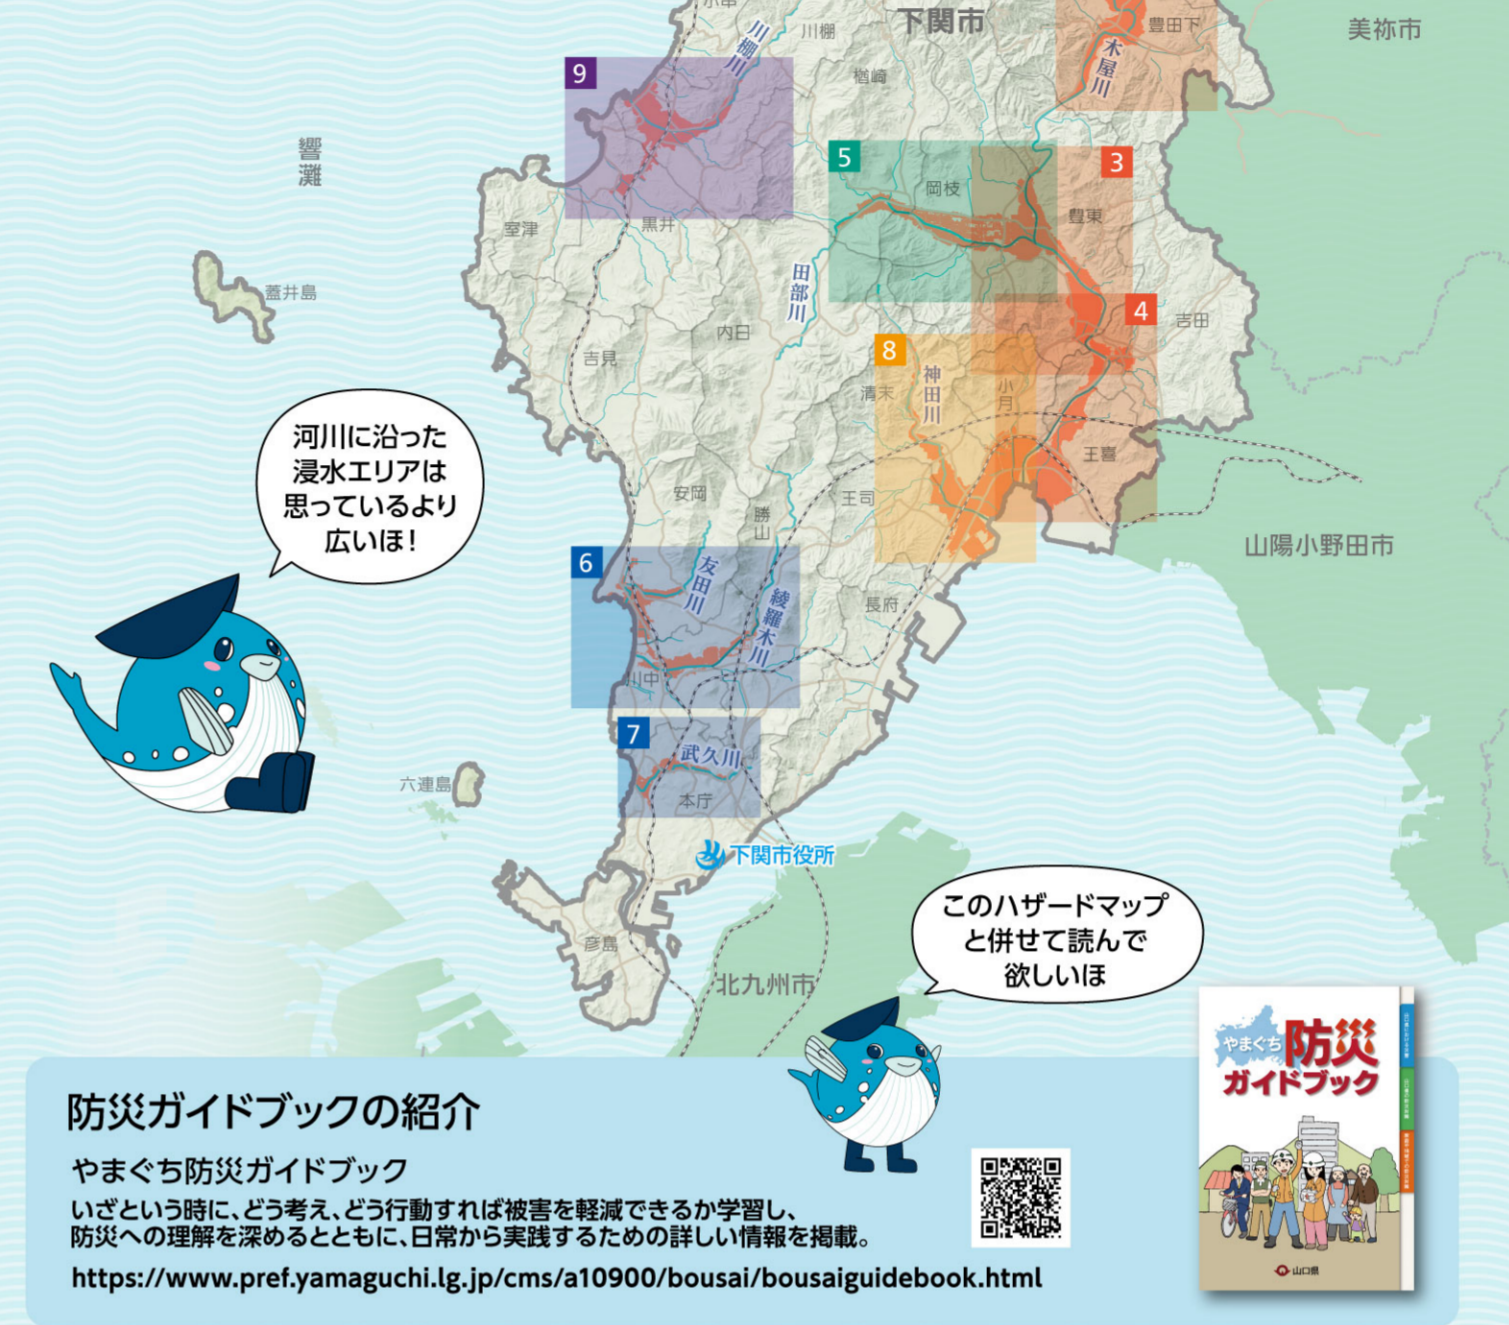 小串
川棚川
川棚
下関市
豊田下
美祢市
木屋川
楢崎
9
響灘
5
3
岡枝
豊東
室津
黒井
田部川
蓋井島
4
吉田
内日
8
吉見
神田川
清末
小月
王喜
河川に沿った
浸水エリアは
思っているより
広いほ!
安岡
王司
勝山
山陽小野田市
6
友田川
綾羅木川
長府
川中
7
武久川
六連島
本庁
下関市役所
このハザードマップ
と併せて読んで
欲しいほ
彦島
北九州市
やまぐち
防災
ガイドブック
山口県
防災ガイドブックの紹介
やまぐち防災ガイドブック
いざという時に、どう考え、どう行動すれば被害を軽減できるか学習し、
防災への理解を深めるとともに、日常から実践するための詳しい情報を掲載。
https://www.pref.yamaguchi.lg.jp/cms/a10900/bousai/bousaiguidebook.html